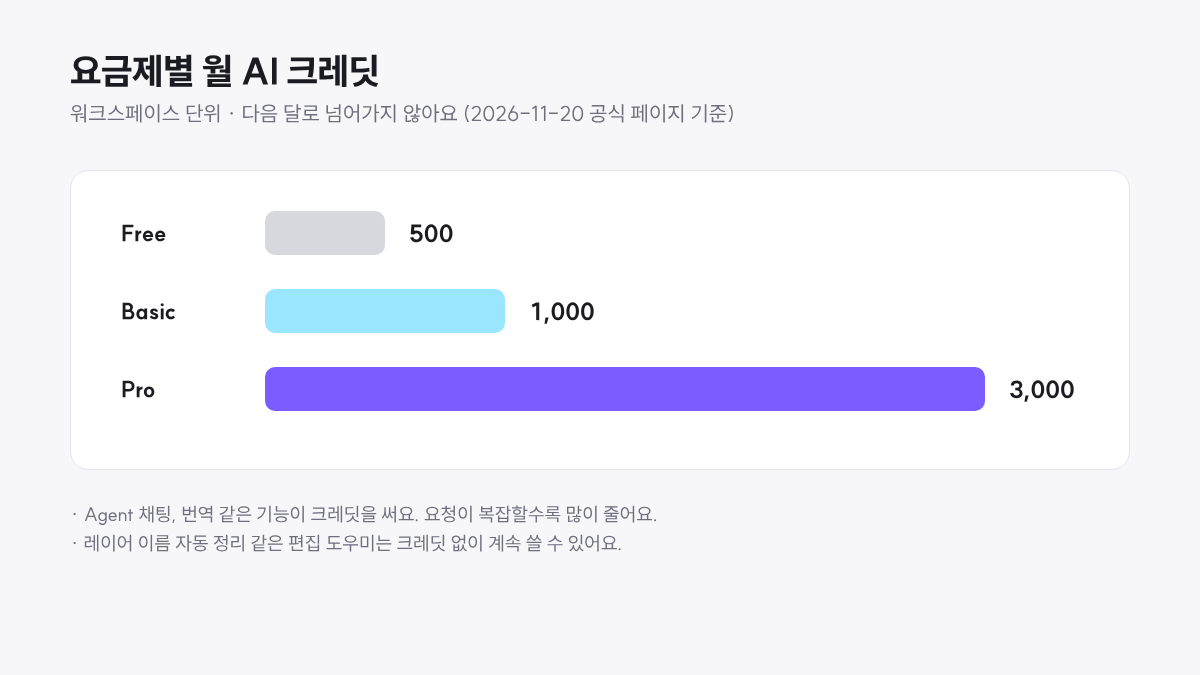 요금제별 월 AI 크레딧
워크스페이스 단위 · 다음 달로 넘어가지 않아요 (2026-11-20 공식 페이지 기준)
Free 500
Basic 1,000
Pro 3,000
· Agent 채팅, 번역 같은 기능이 크레딧을 써요. 요청이 복잡할수록 많이 줄어요.
· 레이어 이름 자동 정리 같은 편집 도우미는 크레딧 없이 계속 쓸 수 있어요.